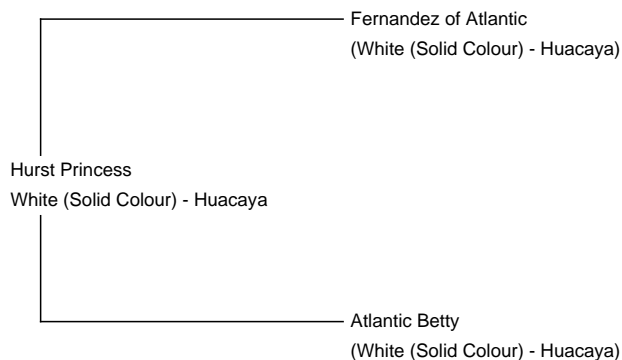 Fernandez of Atlantic
(White (Solid Colour) - Huacaya)
Hurst Princess
White (Solid Colour) - Huacaya
Atlantic Betty
(White (Solid Colour) - Huacaya)